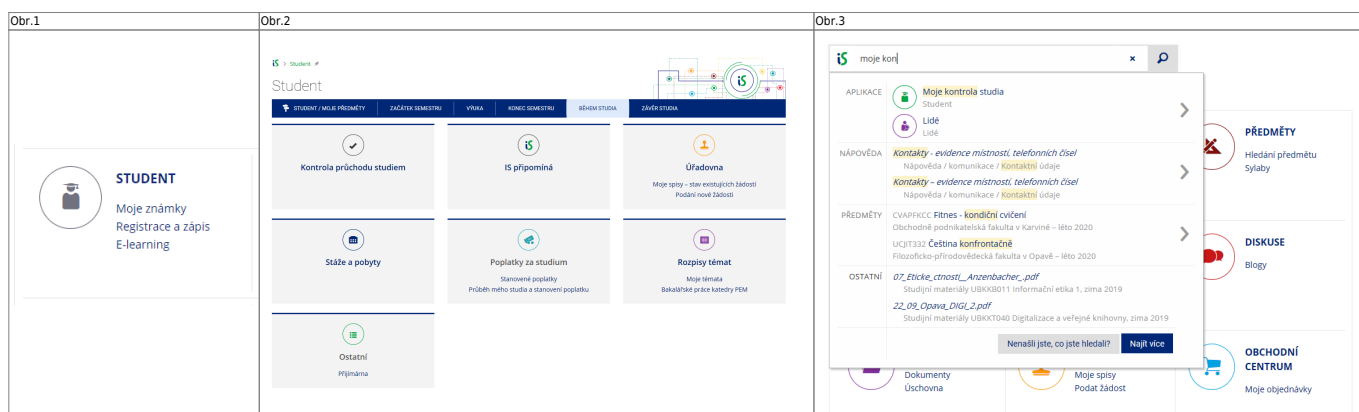 Obr.1
Obr.2
Obr.3
STUDENT
Moje známky
Registrace a zápis
E-learning
iS > Student
Student
iS
STUDENT / MOJE PŘEDMĚTY
ZAČÁTEK SEMESTRU
VÝUKA
KONEC SEMESTRU
BĚHEM STUDIA
ZÁVĚR STUDIA
Kontrola průchodu studiem
iS
IS připomíná
Úřadovna
Moje spisy – stav existujících žádostí
Podání nové žádosti
Stáže a pobyty
Poplatky za studium
Stanovené poplatky
Průběh mého studia a stanovení poplatku
Rozpisy témat
Moje témata
Bakalářské práce katedry PEM
Ostatní
Přijímárna
iS moje kon
APLIKACE
Moje kontrola studia
Student
Lidé
Lidé
NÁPOVĚDA
Kontakty - evidence místností, telefonních čísel
Nápověda / komunikace / Kontaktní údaje
Kontakty – evidence místností, telefonních čísel
Nápověda / komunikace / Kontaktní údaje
PŘEDMĚTY
CVAPFKCC Fitnes - kondiční cvičení
Obchodně podnikatelská fakulta v Karviné – léto 2020
UCJIT332 Čeština konfrontačně
Filozoficko-přírodovědecká fakulta v Opavě – léto 2020
OSTATNÍ
07_Eticke_ctnosti__Anzenbacher_.pdf
Studijní materiály UBKKB011 Informační etika 1, zima 2019
22_09_Opava_DIGI_2.pdf
Studijní materiály UBKKT040 Digitalizace a veřejné knihovny, zima 2019
Nenašli jste, co jste hledali?
Najít více
PŘEDMĚTY
Hledání předmětu
Sylaby
DISKUSE
Blogy
Dokumenty
Úschovna
Moje spisy
Podat žádost
OBCHODNÍ
CENTRUM
Moje objednávky